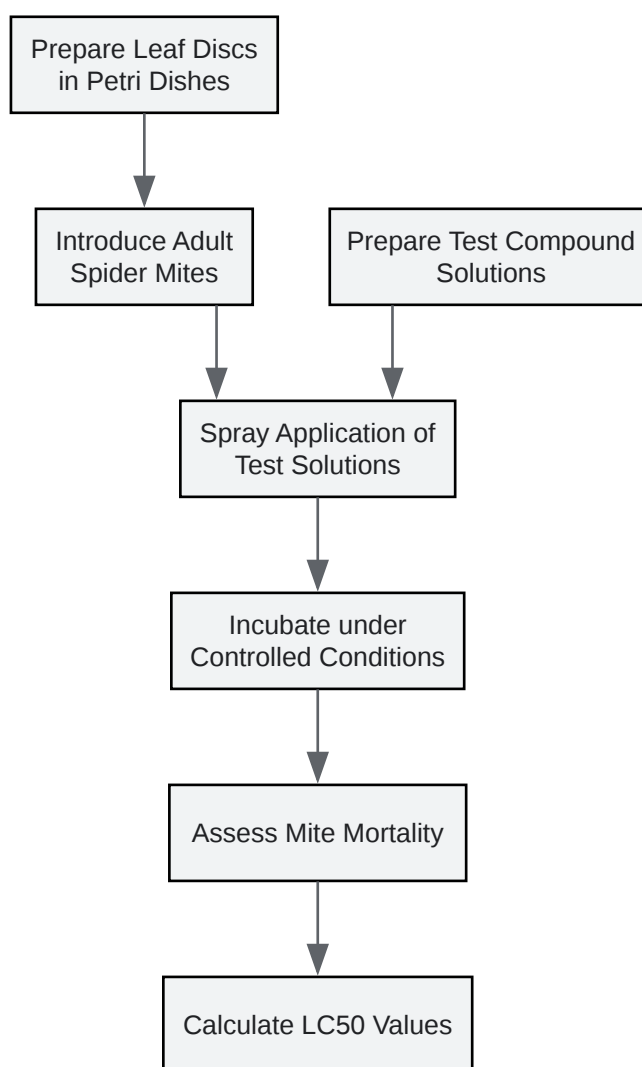 Prepare Leaf Discs
in Petri Dishes
Introduce Adult
Spider Mites
Prepare Test Compound
Solutions
Spray Application of
Test Solutions
Incubate under
Controlled Conditions
Assess Mite Mortality
Calculate LC50 Values